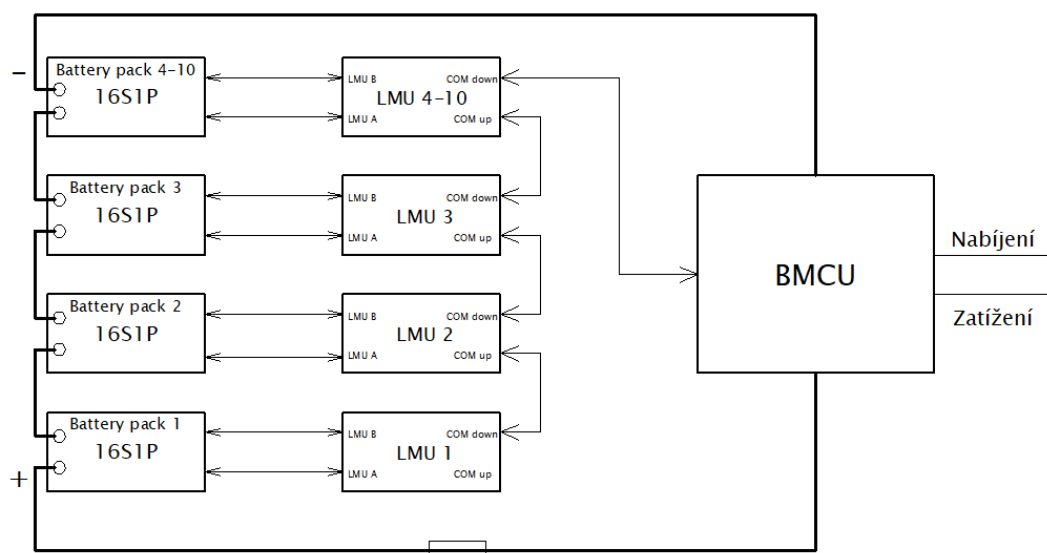 −
Battery pack 4-10
16S1P
LMU B
COM down
LMU 4-10
LMU A
COM up
Battery pack 3
16S1P
LMU B
COM down
LMU 3
LMU A
COM up
BMCU
Nabíjení
Zatížení
Battery pack 2
16S1P
LMU B
COM down
LMU 2
LMU A
COM up
Battery pack 1
16S1P
LMU B
COM down
LMU 1
LMU A
COM up
+